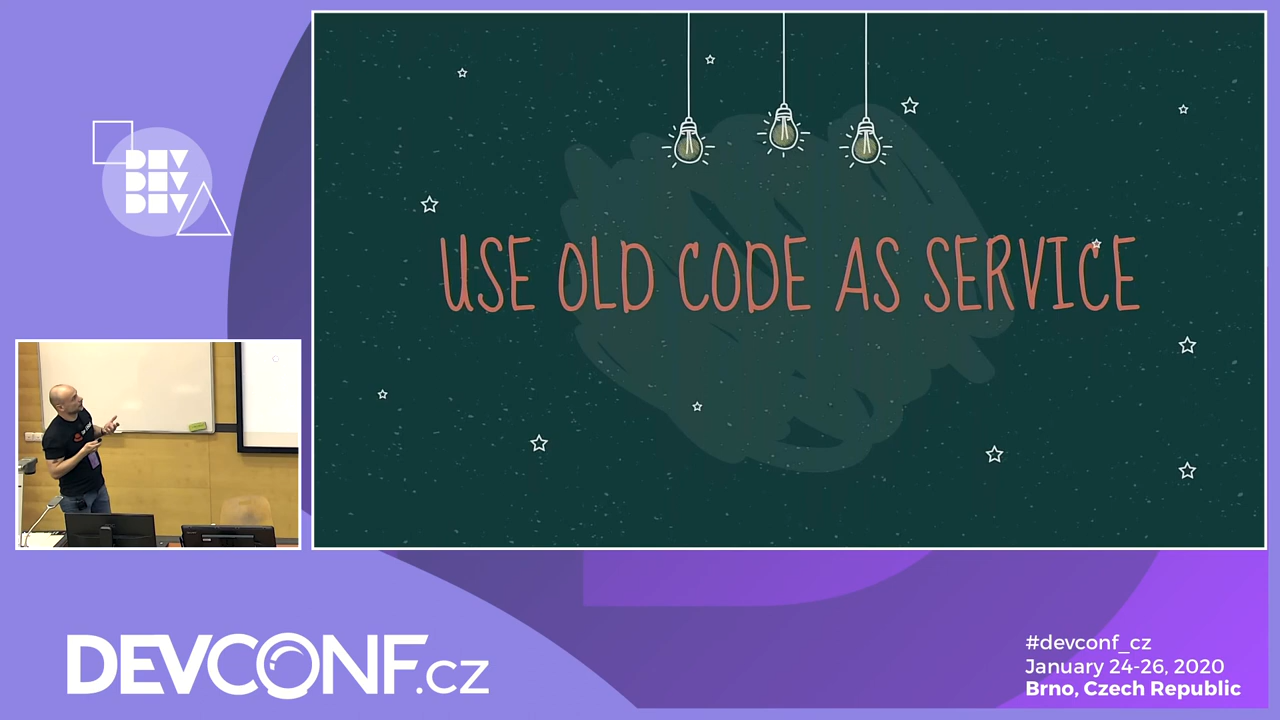 DEV
DEV
DEV
USE OLD CODE AS SERVICE
DEVCONF.cz
#devconf_cz
January 24-26, 2020
Brno, Czech Republic